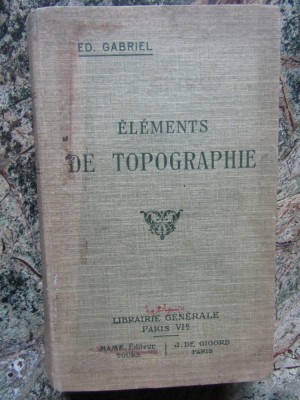 ED. GABRIEL
ÉLÉMENTS
DE TOPOGRAPHIE
LIBRAIRIE GÉNÉRALE
PARIS VIe
MAME, Éditeur
TOURS
J. DE GIGORD
PARIS